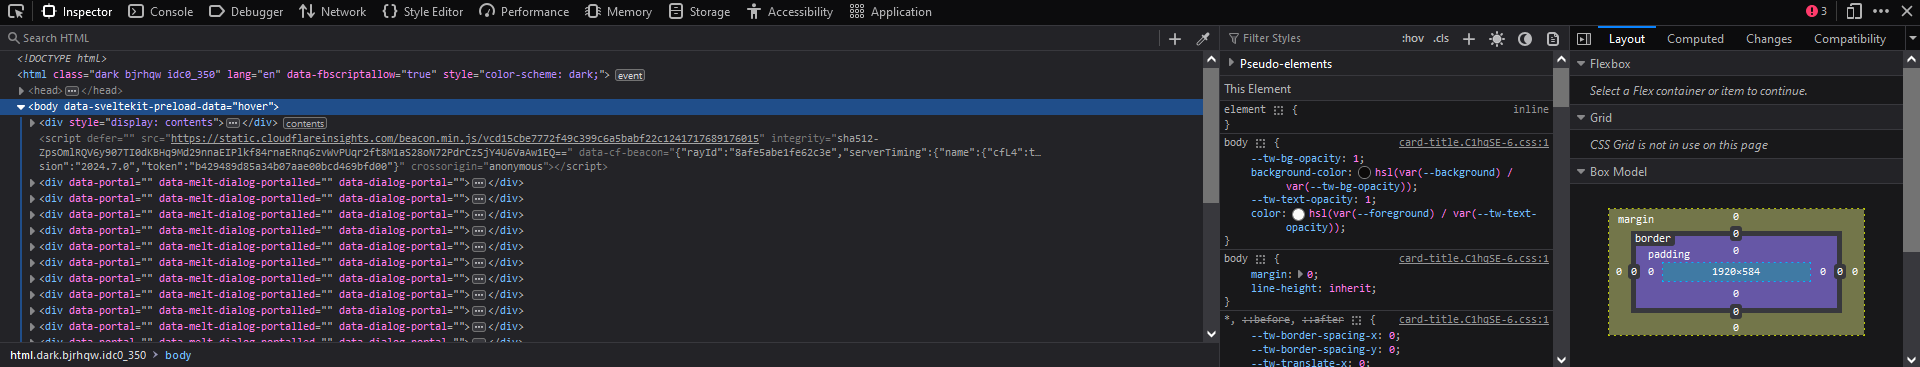 Inspector Console Debugger Network Style Editor Performance Memory Storage Accessibility Application 3
Search HTML
<!DOCTYPE html>
<html class="dark bjrhqw idc0_350" lang="en" data-fbscriptallow="true" style="color-scheme: dark;"> event
<head> </head>
<body data-sveltekit-preload-data="hover">
<div style="display: contents"> </div> contents
<script defer="" src="https://static.cloudflareinsights.com/beacon.min.js/vcd15cbe7772f49c399c6a5babf22c1241717689176015" integrity="sha512-
ZpsOmlRQV6y907TI0dKBHq9Md29nnaEIPlkf84rnaERnq6zvWvPUqr2ft8M1aS28oN72PdrCzSjY4U6VaAw1EQ==" data-cf-beacon="{"rayId":"8afe5abe1fe62c3e","serverTiming":{"name":{"cfL4":t…
sion":"2024.7.0","token":"b429489d85a34b07aae00bcd469bfd00"}" crossorigin="anonymous"></script>
<div data-portal="" data-melt-dialog-portalled="" data-dialog-portal=""> </div>
<div data-portal="" data-melt-dialog-portalled="" data-dialog-portal=""> </div>
<div data-portal="" data-melt-dialog-portalled="" data-dialog-portal=""> </div>
<div data-portal="" data-melt-dialog-portalled="" data-dialog-portal=""> </div>
<div data-portal="" data-melt-dialog-portalled="" data-dialog-portal=""> </div>
<div data-portal="" data-melt-dialog-portalled="" data-dialog-portal=""> </div>
<div data-portal="" data-melt-dialog-portalled="" data-dialog-portal=""> </div>
<div data-portal="" data-melt-dialog-portalled="" data-dialog-portal=""> </div>
<div data-portal="" data-melt-dialog-portalled="" data-dialog-portal=""> </div>
<div data-portal="" data-melt-dialog-portalled="" data-dialog-portal=""> </div>
<div data-portal="" data-melt-dialog-portalled="" data-dialog-portal=""> </div>
html.dark.bjrhqw.idc0_350 > body
Filter Styles :hov .cls
Pseudo-elements
This Element
element { inline
}
body { card-title.C1hqSE-6.css:1
--tw-bg-opacity: 1;
background-color: hsl(var(--background) /
var(--tw-bg-opacity));
--tw-text-opacity: 1;
color: hsl(var(--foreground) / var(--tw-text-
opacity));
}
body { card-title.C1hqSE-6.css:1
margin: 0;
line-height: inherit;
}
*, ::before, ::after { card-title.C1hqSE-6.css:1
--tw-border-spacing-x: 0;
--tw-border-spacing-y: 0;
--tw-translate-x: 0;
Layout Computed Changes Compatibility
Flexbox
Select a Flex container or item to continue.
Grid
CSS Grid is not in use on this page
Box Model
margin 0
border 0
padding 0
0 0 0 1920×584 0 0 0
0
0
0